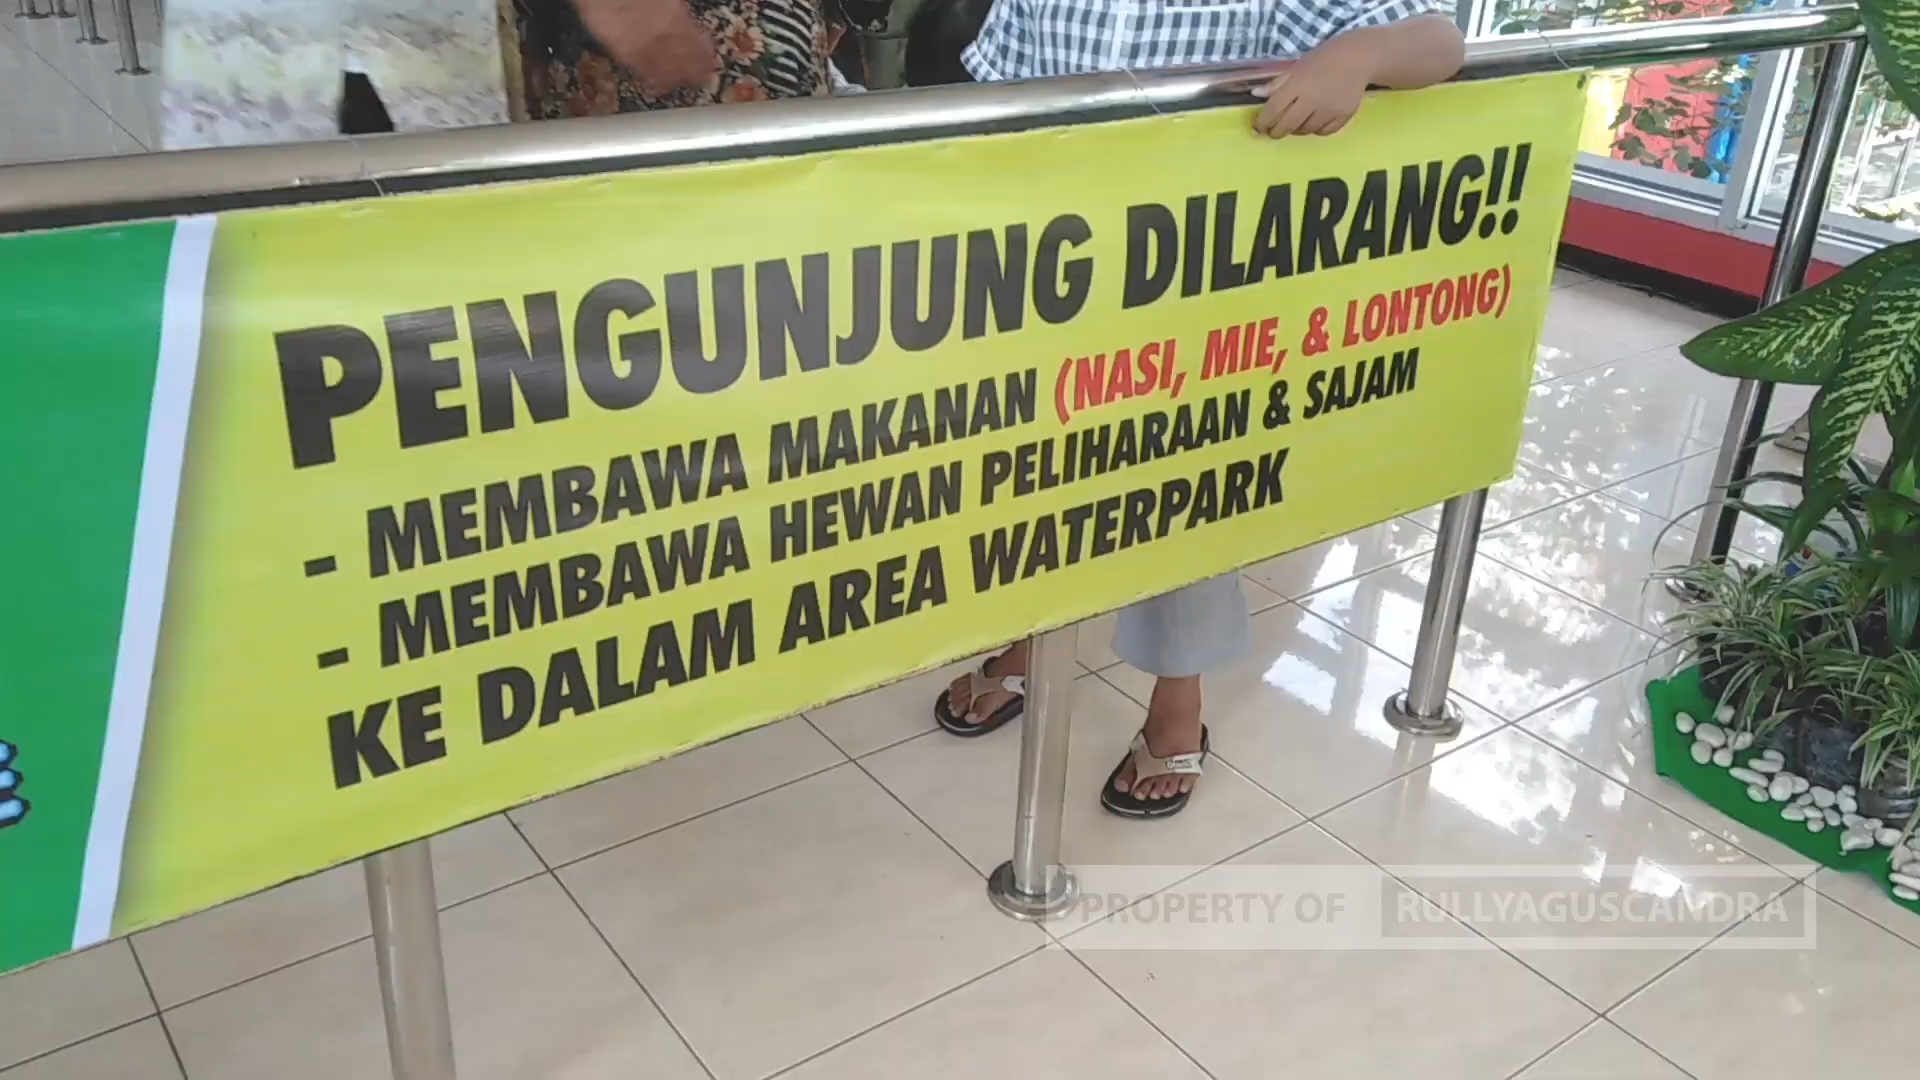 PENGUNJUNG DILARANG!!
- MEMBAWA MAKANAN (NASI, MIE, & LONTONG)
- MEMBAWA HEWAN PELIHARAAN & SAJAM
KE DALAM AREA WATERPARK
PROPERTY OF RULLYAGUSCANDRA